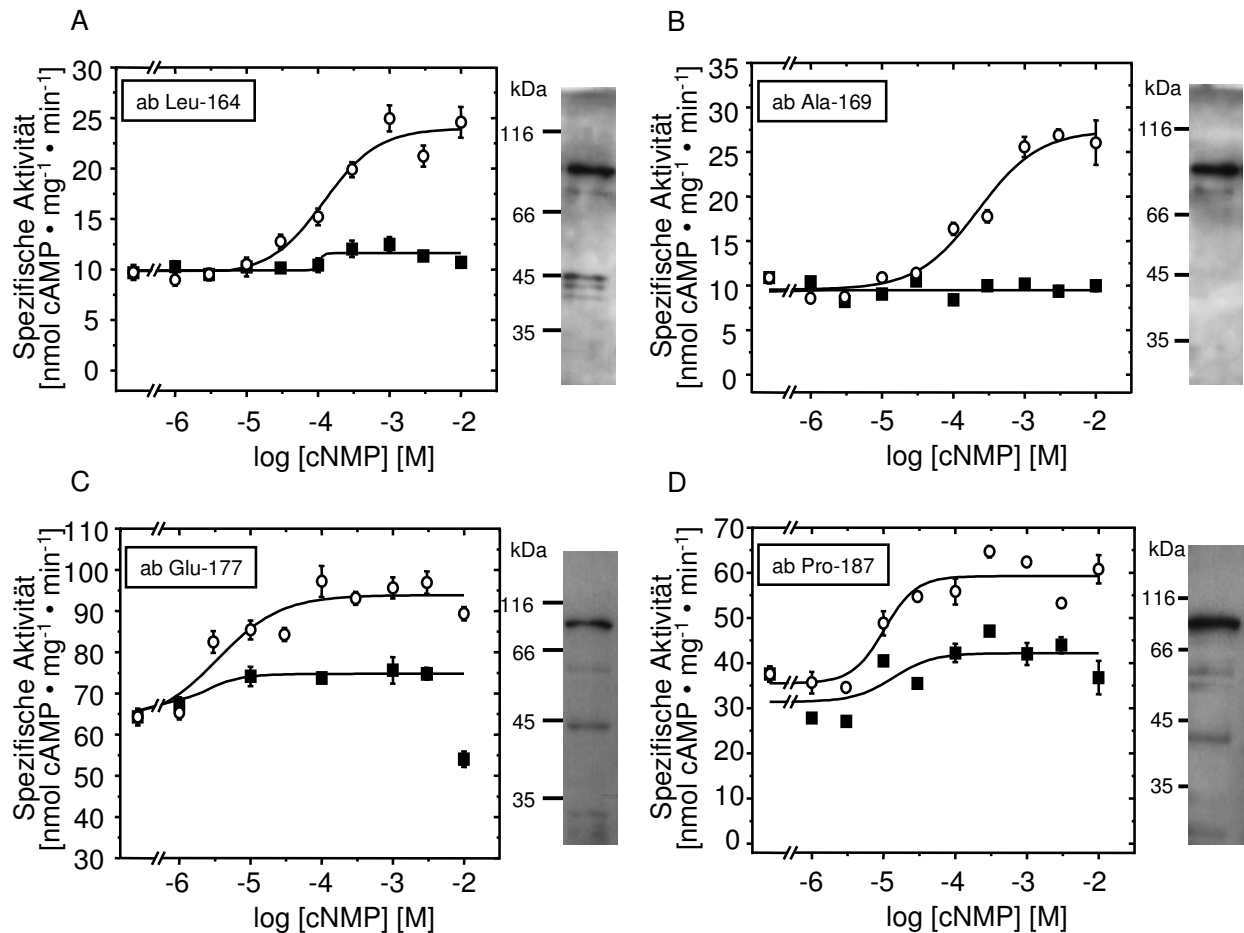 A
Spezifische Aktivität
[nmol cAMP • mg⁻¹ • min⁻¹]
30
25
20
15
10
5
0
ab Leu-164
-6 -5 -4 -3 -2
log [cNMP] [M]
kDa
116
66
45
35
B
Spezifische Aktivität
[nmol cAMP • mg⁻¹ • min⁻¹]
35
30
25
20
15
10
5
0
ab Ala-169
-6 -5 -4 -3 -2
log [cNMP] [M]
kDa
116
66
45
35
C
Spezifische Aktivität
[nmol cAMP • mg⁻¹ • min⁻¹]
110
100
90
80
70
60
50
40
30
ab Glu-177
-6 -5 -4 -3 -2
log [cNMP] [M]
kDa
116
66
45
35
D
Spezifische Aktivität
[nmol cAMP • mg⁻¹ • min⁻¹]
70
60
50
40
30
20
10
0
ab Pro-187
-6 -5 -4 -3 -2
log [cNMP] [M]
kDa
116
66
45
35